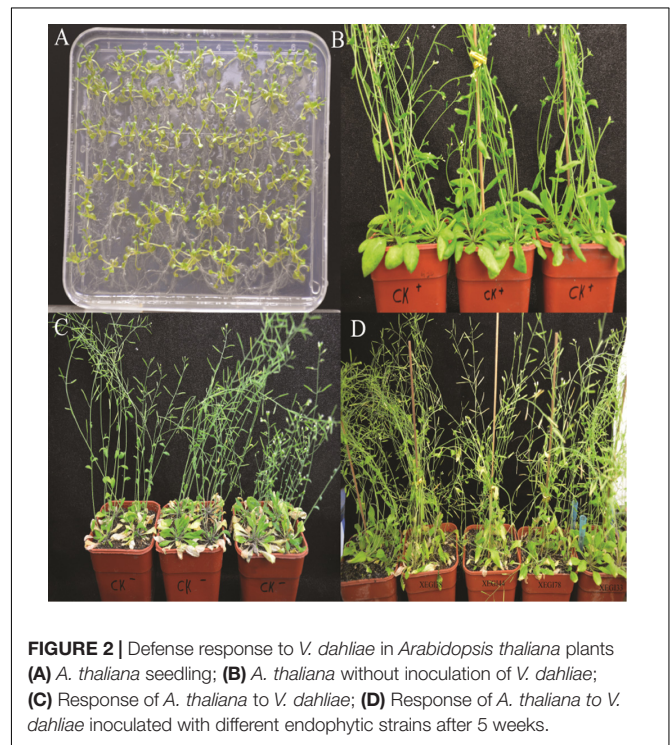 A
B
CK +
CK +
CK +
C
D
CK -
CK -
CK -
XEGI78
FIGURE 2 | Defense response to V. dahliae in Arabidopsis thaliana plants
(A) A. thaliana seedling; (B) A. thaliana without inoculation of V. dahliae;
(C) Response of A. thaliana to V. dahliae; (D) Response of A. thaliana to V.
dahliae inoculated with different endophytic strains after 5 weeks.